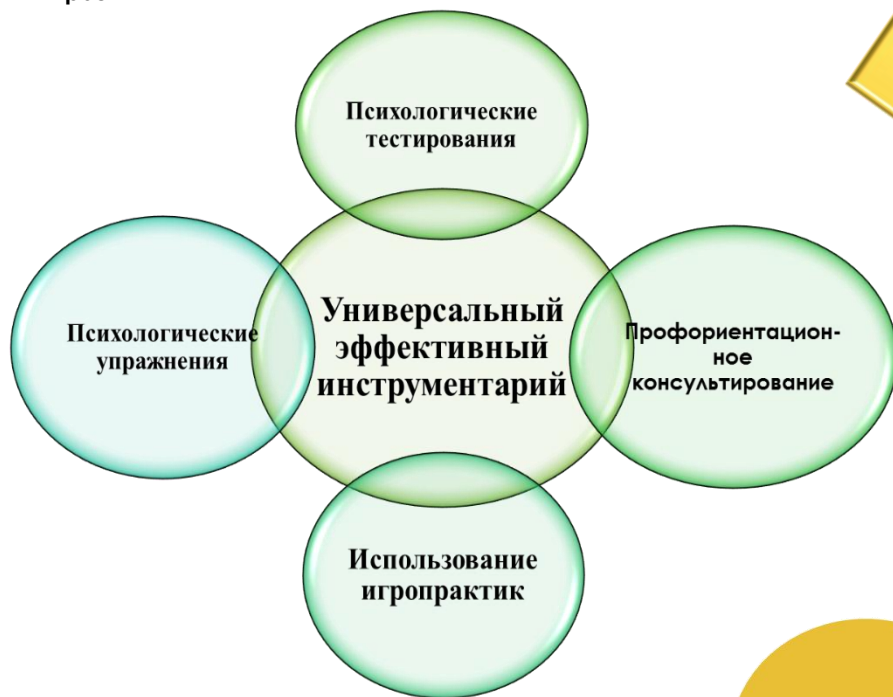 Психологические
тестирования
Психологические
упражнения
Универсальный
эффективный
инструментарий
Профориентацион-
ное
консультирование
Использование
игропрактик